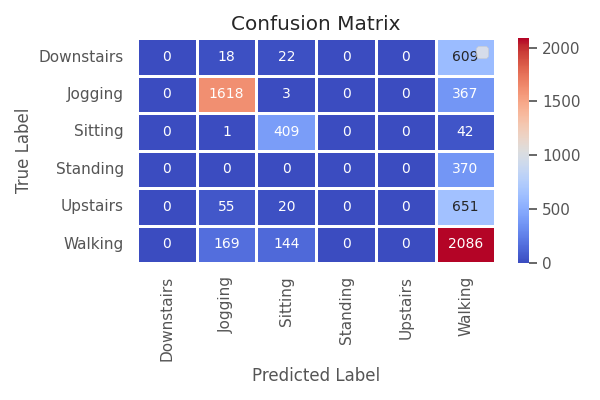 Confusion Matrix
True Label
Downstairs 0 18 22 0 0 609
Jogging 0 1618 3 0 0 367
Sitting 0 1 409 0 0 42
Standing 0 0 0 0 0 370
Upstairs 0 55 20 0 0 651
Walking 0 169 144 0 0 2086
2000
1500
1000
500
0
Downstairs
Jogging
Sitting
Standing
Upstairs
Walking
Predicted Label